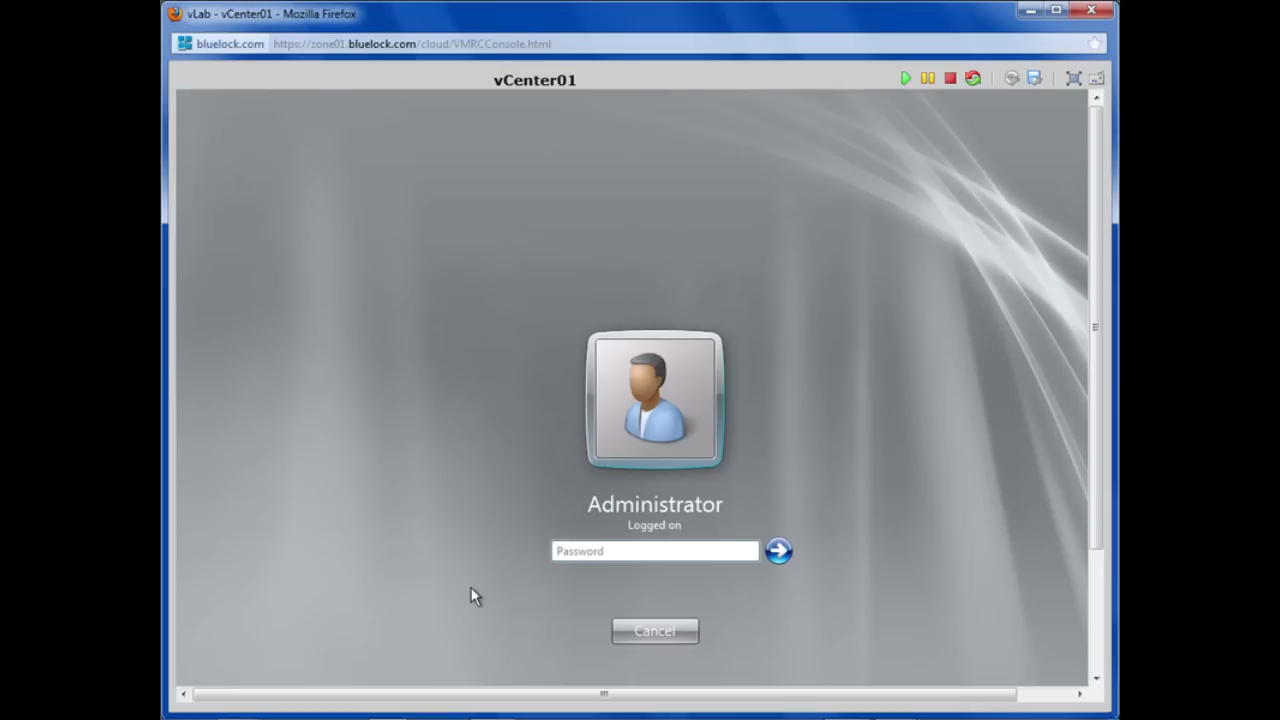 vLab - vCenter01 - Mozilla Firefox
bluelock.com https://zone01.bluelock.com/cloud/VMRCConsole.html
vCenter01
Administrator
Logged on
Password
Cancel